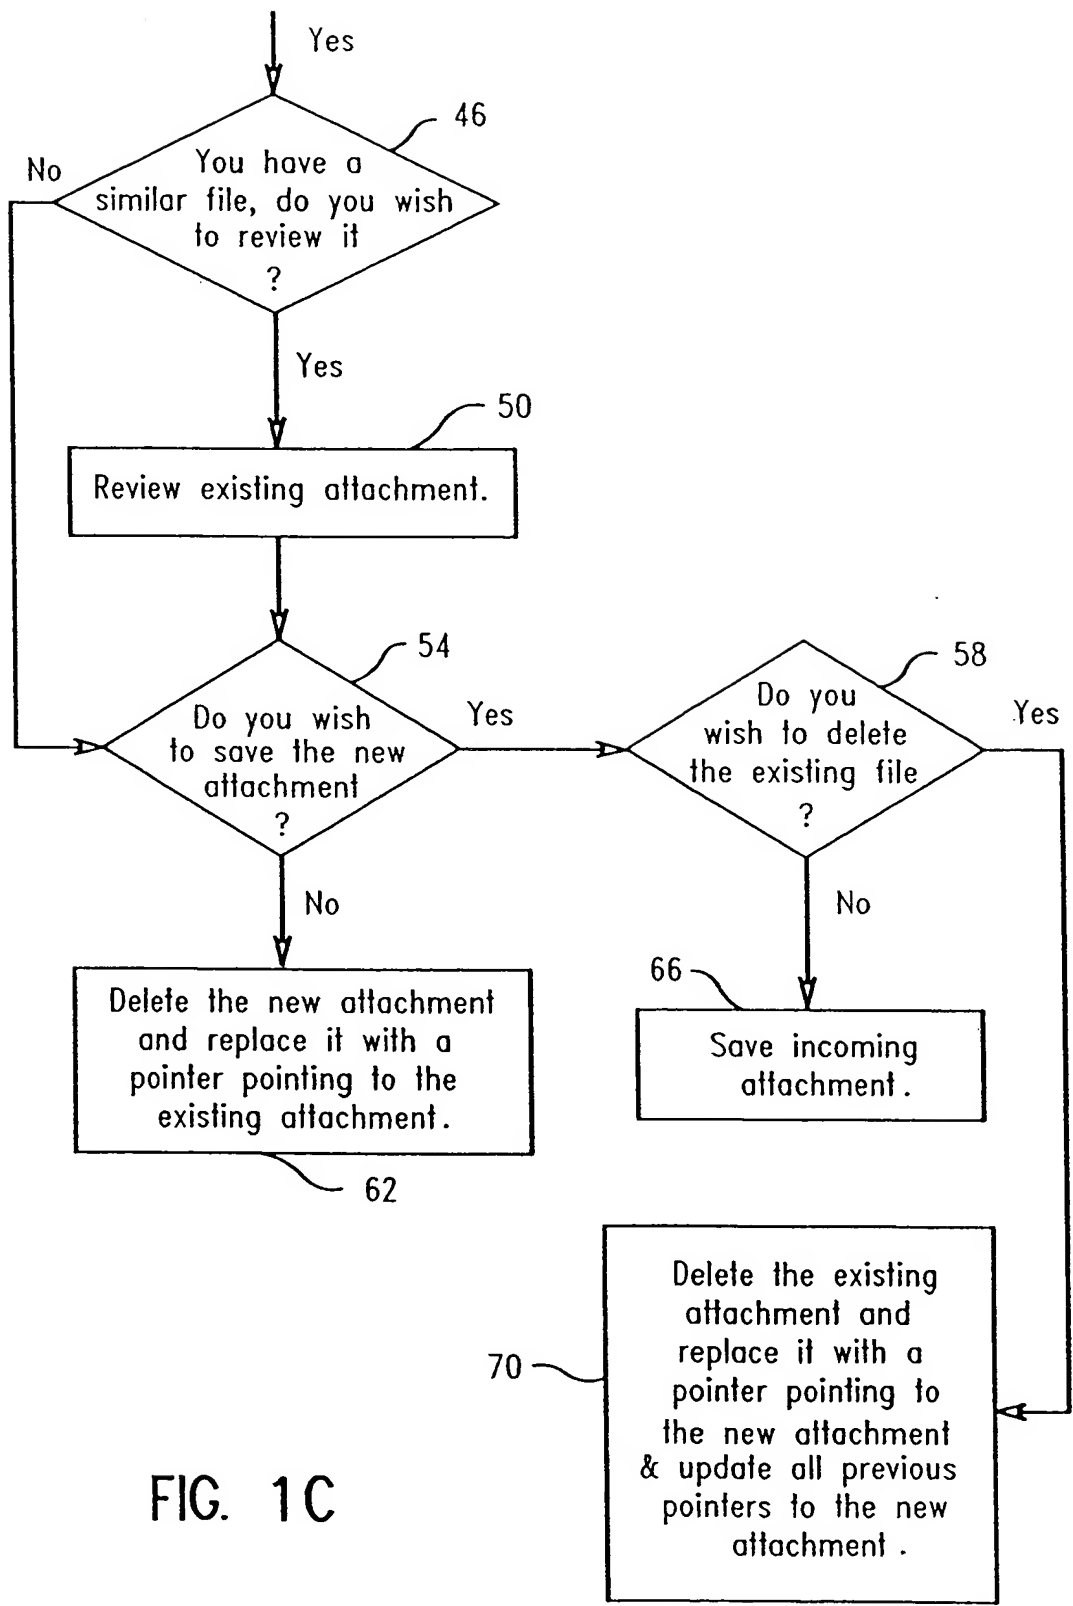 Yes
46
No
You have a
similar file, do you wish
to review it
?
Yes
50
Review existing attachment.
54
Do you wish
to save the new
attachment
?
Yes
58
Do you
wish to delete
the existing file
?
Yes
No
No
62
Delete the new attachment
and replace it with a
pointer pointing to the
existing attachment.
66
Save incoming
attachment.
70
Delete the existing
attachment and
replace it with a
pointer pointing to
the new attachment
& update all previous
pointers to the new
attachment.
FIG. 1C